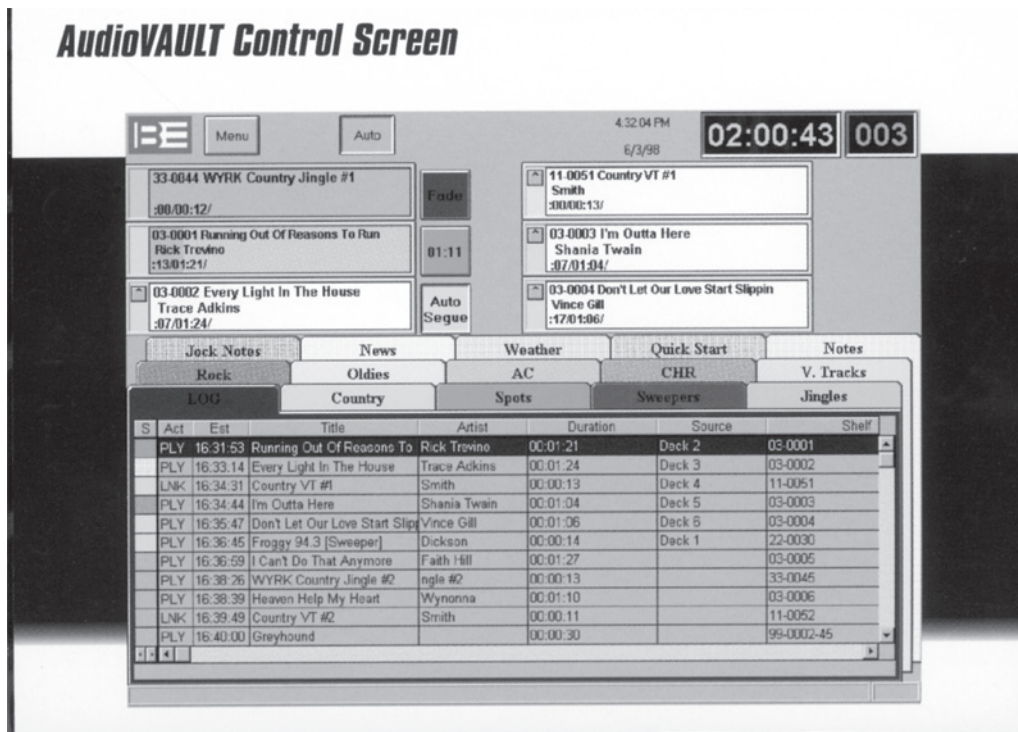 AudioVAULT Control Screen
BE Menu Auto 4:32:04 PM 02:00:43 003
6/3/98
33-0044 WYRK Country Jingle #1
:00/00:12/
Fade
11-0051 Country VT #1
Smith
:00/00:13/
03-0001 Running Out Of Reasons To Run
Rick Trevino
:13/01:21/
01:11
03-0003 I'm Outta Here
Shania Twain
:07/01:04/
03-0002 Every Light In The House
Trace Adkins
:07/01:24/
Auto
Segue
03-0004 Don't Let Our Love Start Slippin
Vince Gill
:17/01:06/
Jock Notes News Weather Quick Start Notes
Rock Oldies AC CHR V. Tracks
LOG Country Spots Sweepers Jingles
S Act Est Title Artist Duration Source Shelf
PLY 16:31:53 Running Out Of Reasons To Rick Trevino 00:01:21 Deck 2 03-0001
PLY 16:33:14 Every Light In The House Trace Adkins 00:01:24 Deck 3 03-0002
LNK 16:34:31 Country VT #1 Smith 00:00:13 Deck 4 11-0051
PLY 16:34:44 I'm Outta Here Shania Twain 00:01:04 Deck 5 03-0003
PLY 16:35:47 Don't Let Our Love Start Slipp Vince Gill 00:01:06 Deck 6 03-0004
PLY 16:36:45 Froggy 94.3 [Sweeper] Dickson 00:00:14 Deck 1 22-0030
PLY 16:36:59 I Can't Do That Anymore Faith Hill 00:01:27 03-0005
PLY 16:38:26 WYRK Country Jingle #2 ngle #2 00:00:13 33-0045
PLY 16:38:39 Heaven Help My Heart Wynonna 00:01:10 03-0006
LNK 16:39:49 Country VT #2 Smith 00:00:11 11-0052
PLY 16:40:00 Greyhound 00:00:30 99-0002-45